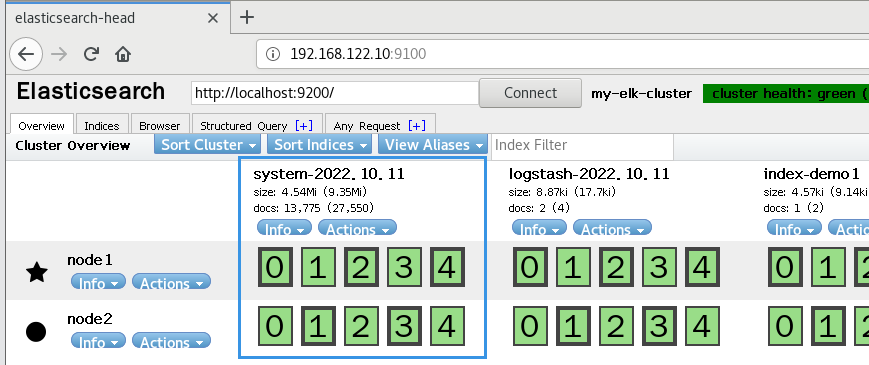 elasticsearch-head
192.168.122.10:9100
Elasticsearch http://localhost:9200/ Connect my-elk-cluster cluster health: green (
Overview Indices Browser Structured Query [+] Any Request [+]
Cluster Overview Sort Cluster Sort Indices View Aliases Index Filter
system-2022.10.11 logstash-2022.10.11 index-demo1
size: 4.54Mi (9.35Mi) size: 8.87ki (17.7ki) size: 4.57ki (9.14ki
docs: 13,775 (27,550) docs: 2 (4) docs: 1 (2)
Info Actions Info Actions Info Actio
node1 0 1 2 3 4 0 1 2 3 4 0 1 2
Info Actions
node2 0 1 2 3 4 0 1 2 3 4 0 1 2
Info Actions